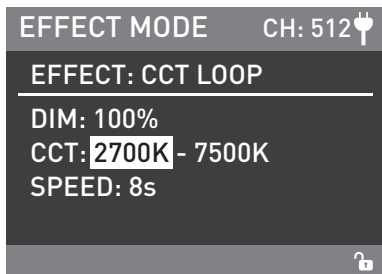 EFFECT MODE CH: 512
EFFECT: CCT LOOP
DIM: 100%
CCT: 2700K - 7500K
SPEED: 8s